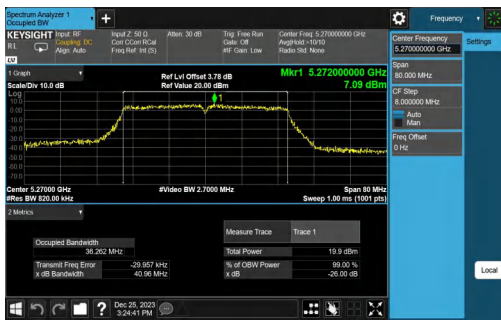 Spectrum Analyzer 1
Occupied BW
Frequency
KEYSIGHT
Input: RF
Coupling: DC
Align: Auto
Input Z: 50 Ω
Corr CCorr RCal
Freq Ref: Int (S)
Atten: 30 dB
Trig: Free Run
Gate: Off
#IF Gain: Low
Center Freq: 5.270000000 GHz
Avg|Hold:>10/10
Radio Std: None
RL
LV
Center Frequency
5.270000000 GHz
Settings
Span
80.000 MHz
CF Step
8.000000 MHz
Auto
Man
Freq Offset
0 Hz
Local
1 Graph
Scale/Div 10.0 dB
Ref Lvl Offset 3.78 dB
Ref Value 20.00 dBm
Mkr1 5.272000000 GHz
7.09 dBm
Log
10.0
0.00
-10.0
-20.0
-30.0
-40.0
-50.0
-60.0
-70.0
1
Center 5.27000 GHz
#Res BW 820.00 kHz
#Video BW 2.7000 MHz
Span 80 MHz
Sweep 1.00 ms (1001 pts)
2 Metrics
Measure Trace
Trace 1
Occupied Bandwidth
36.262 MHz
Total Power
19.9 dBm
Transmit Freq Error
-29.957 kHz
% of OBW Power
99.00 %
x dB Bandwidth
40.96 MHz
x dB
-26.00 dB
?
Dec 25, 2023
3:24:41 PM